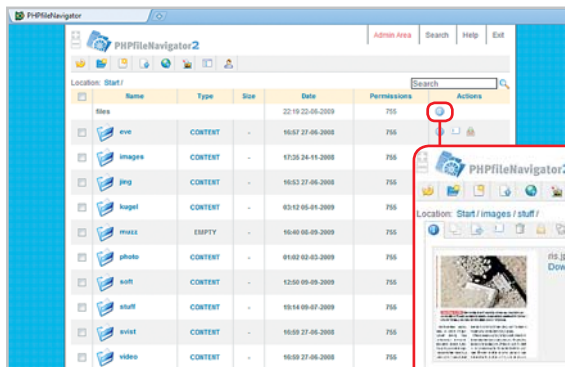 PHPfileNavigator
PHPfileNavigator2
Admin Area Search Help Exit
Location: Start /
Search
Name Type Size Date Permissions Actions
files 22:19 22-06-2009 755
eve CONTENT - 16:57 27-06-2008 755
images CONTENT - 17:35 24-11-2008 755
jing CONTENT - 16:53 27-06-2008 755
kugel CONTENT - 03:12 05-01-2009 755
muzz EMPTY - 16:40 08-09-2009 755
photo CONTENT - 01:02 02-03-2009 755
soft CONTENT - 12:50 09-09-2009 755
stuff CONTENT - 19:14 09-07-2009 755
svist CONTENT - 16:59 27-06-2008 755
video CONTENT - 16:59 27-06-2008 755
PHPfileNavigator2
Location: Start / images / stuff /
ris.jp
Dow